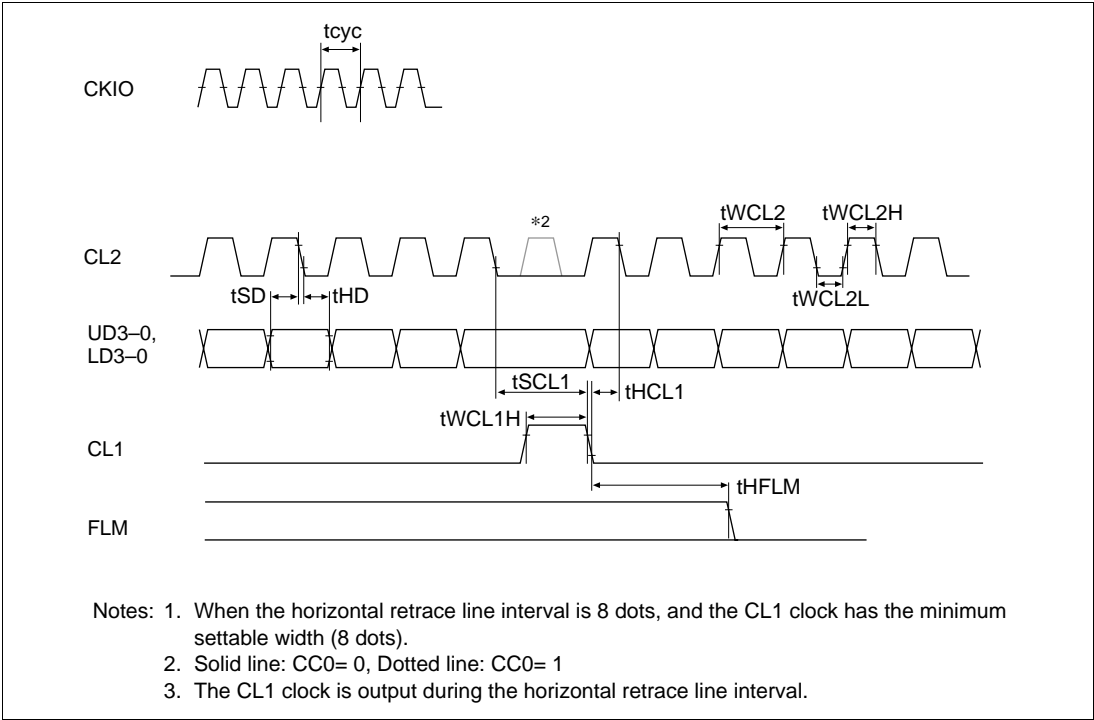 tcyc
CKIO
*2
tWCL2
tWCL2H
CL2
tSD
tHD
tWCL2L
UD3–0,
LD3–0
tSCL1
tHCL1
tWCL1H
CL1
tHFLM
FLM
Notes: 1. When the horizontal retrace line interval is 8 dots, and the CL1 clock has the minimum
settable width (8 dots).
2. Solid line: CC0= 0, Dotted line: CC0= 1
3. The CL1 clock is output during the horizontal retrace line interval.